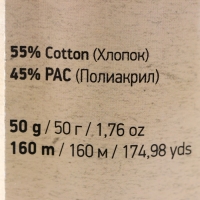 55% Cotton (Хлопок)
45% PAC (Полиакрил)
50 g / 50 г / 1,76 oz
160 m / 160 м / 174,98 yds